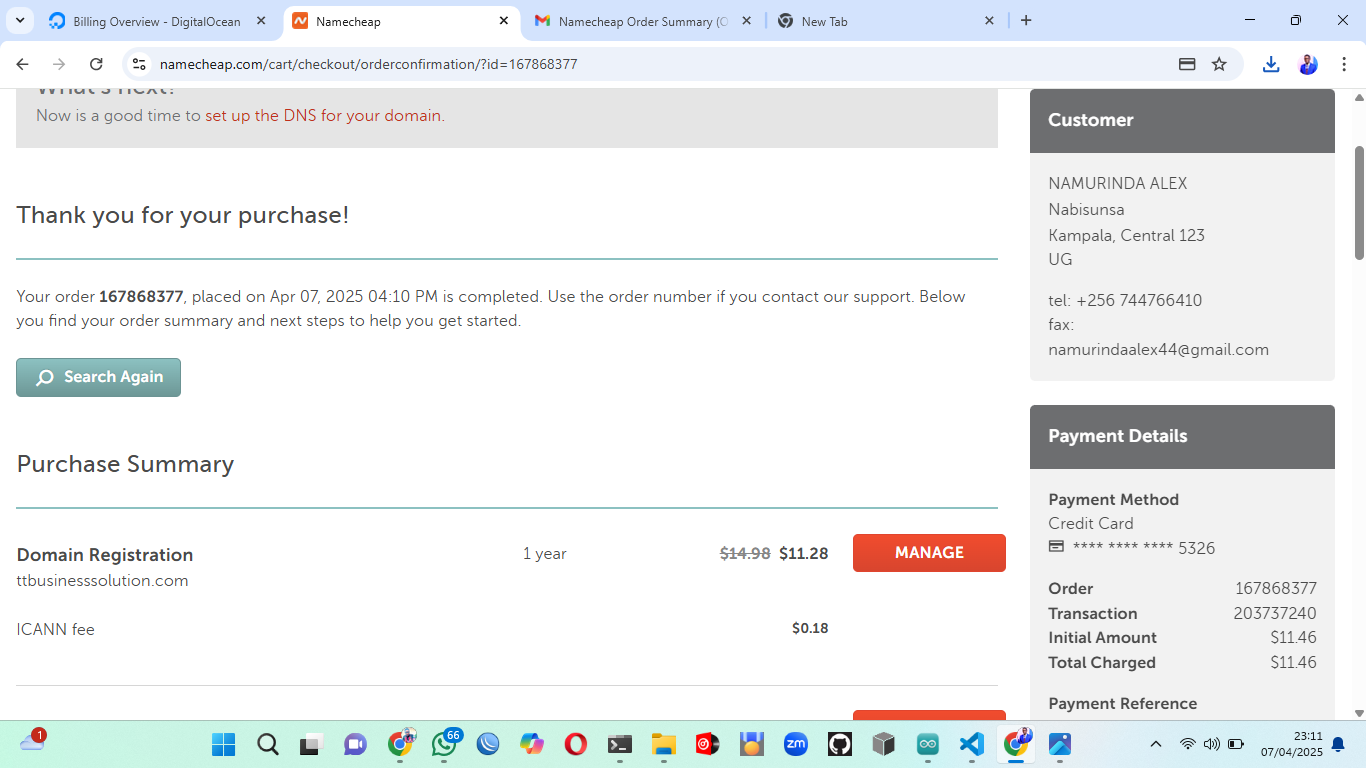 Billing Overview - DigitalOcean
Namecheap
Namecheap Order Summary (O
New Tab
namecheap.com/cart/checkout/orderconfirmation/?id=167868377
What's next?
Now is a good time to set up the DNS for your domain.
Thank you for your purchase!
Your order 167868377, placed on Apr 07, 2025 04:10 PM is completed. Use the order number if you contact our support. Below
you find your order summary and next steps to help you get started.
Search Again
Purchase Summary
Domain Registration 1 year $14.98 $11.28 MANAGE
ttbusinesssolution.com
ICANN fee $0.18
Customer
NAMURINDA ALEX
Nabisunsa
Kampala, Central 123
UG
tel: +256 744766410
fax:
namurindaalex44@gmail.com
Payment Details
Payment Method
Credit Card
**** **** **** 5326
Order 167868377
Transaction 203737240
Initial Amount $11.46
Total Charged $11.46
Payment Reference
1
66
zm
23:11
07/04/2025